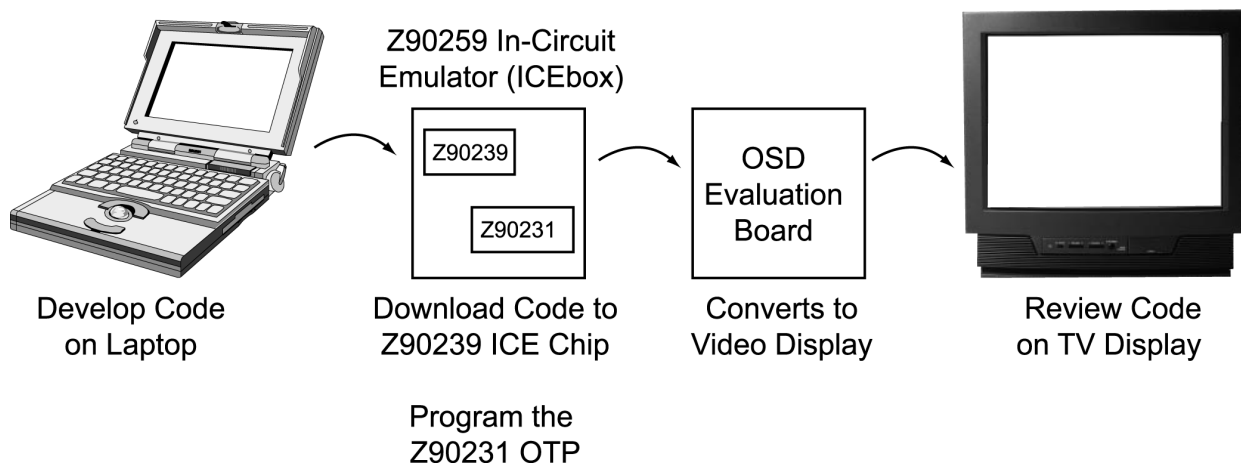 Z90259 In-Circuit
Emulator (ICEbox)
Z90239
Z90231
OSD
Evaluation
Board
Develop Code
on Laptop
Download Code to
Z90239 ICE Chip
Converts to
Video Display
Review Code
on TV Display
Program the
Z90231 OTP